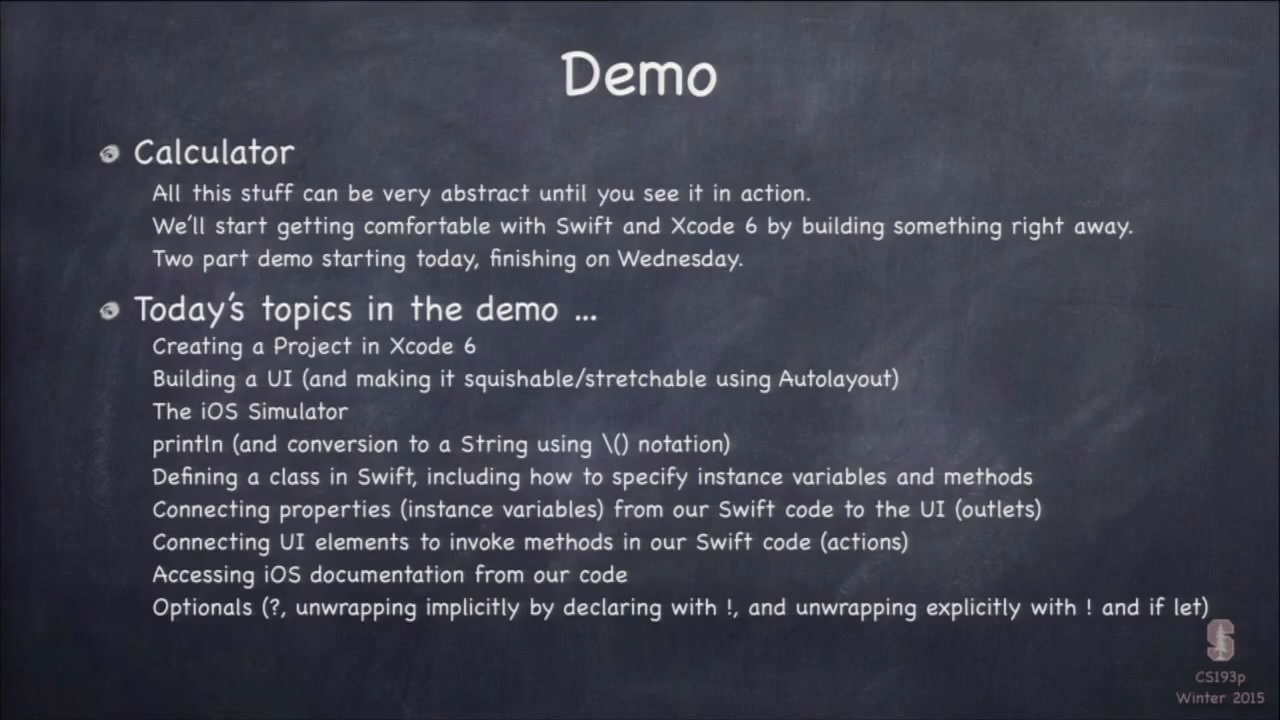 Demo
Calculator
All this stuff can be very abstract until you see it in action.
We'll start getting comfortable with Swift and Xcode 6 by building something right away.
Two part demo starting today, finishing on Wednesday.
Today's topics in the demo ...
Creating a Project in Xcode 6
Building a UI (and making it squishable/stretchable using Autolayout)
The iOS Simulator
println (and conversion to a String using \() notation)
Defining a class in Swift, including how to specify instance variables and methods
Connecting properties (instance variables) from our Swift code to the UI (outlets)
Connecting UI elements to invoke methods in our Swift code (actions)
Accessing iOS documentation from our code
Optionals (?, unwrapping implicitly by declaring with !, and unwrapping explicitly with ! and if let)
S
CS193p
Winter 2015